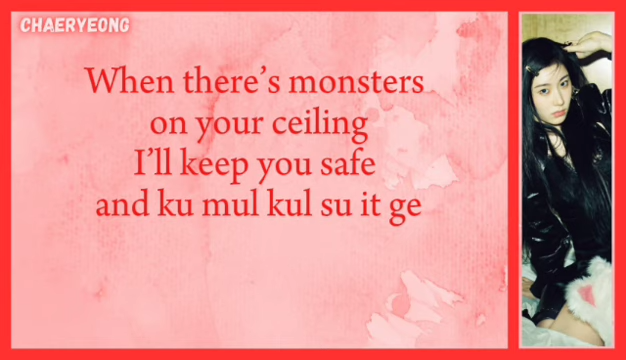 CHAERYEONG
When there's monsters
on your ceiling
I'll keep you safe
and ku mul kul su it ge